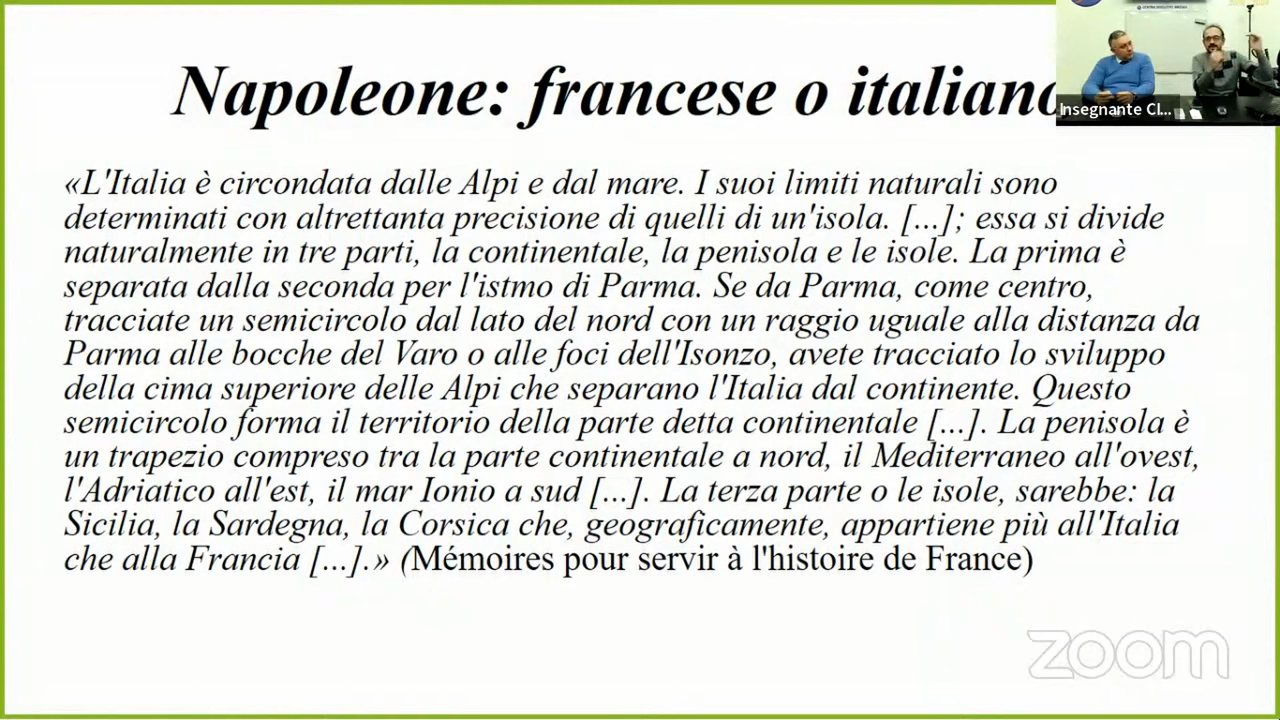 Napoleone: francese o italiano
Insegnante Cl...
«L'Italia è circondata dalle Alpi e dal mare. I suoi limiti naturali sono
determinati con altrettanta precisione di quelli di un'isola. [...]; essa si divide
naturalmente in tre parti, la continentale, la penisola e le isole. La prima è
separata dalla seconda per l'istmo di Parma. Se da Parma, come centro,
tracciate un semicircolo dal lato del nord con un raggio uguale alla distanza da
Parma alle bocche del Varo o alle foci dell'Isonzo, avete tracciato lo sviluppo
della cima superiore delle Alpi che separano l'Italia dal continente. Questo
semicircolo forma il territorio della parte detta continentale [...]. La penisola è
un trapezio compreso tra la parte continentale a nord, il Mediterraneo all'ovest,
l'Adriatico all'est, il mar Ionio a sud [...]. La terza parte o le isole, sarebbe: la
Sicilia, la Sardegna, la Corsica che, geograficamente, appartiene più all'Italia
che alla Francia [...].» (Mémoires pour servir à l'histoire de France)
zoom